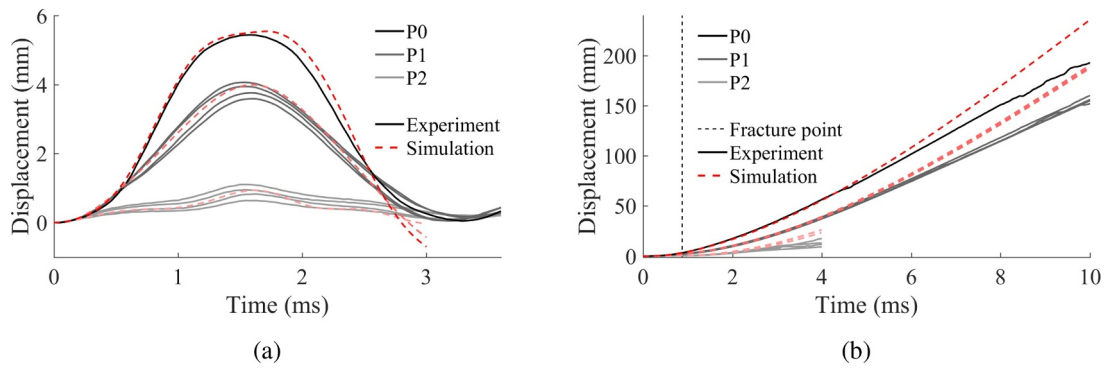 6
4
2
0
Displacement (mm)
P0
P1
P2
Experiment
Simulation
0 1 2 3
Time (ms)
(a)
200
150
100
50
0
Displacement (mm)
P0
P1
P2
Fracture point
Experiment
Simulation
0 2 4 6 8 10
Time (ms)
(b)